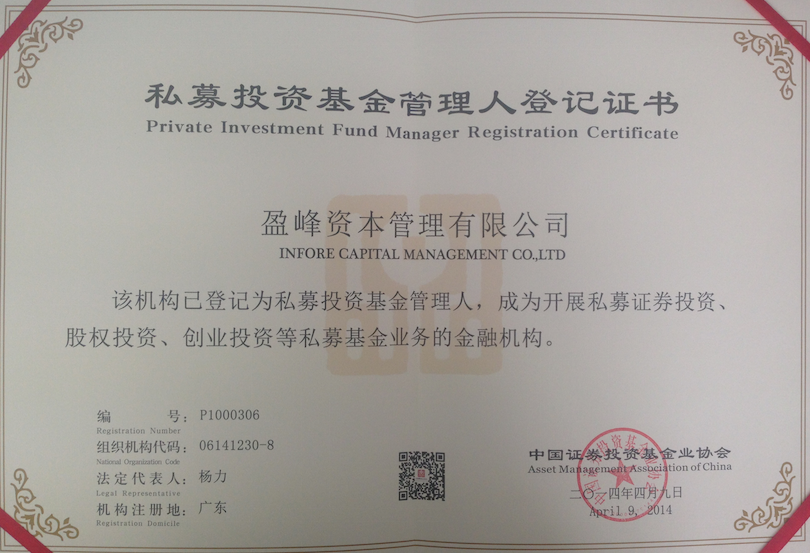 私募投资基金管理人登记证书
Private Investment Fund Manager Registration Certificate
盈峰资本管理有限公司
INFORE CAPITAL MANAGEMENT CO.,LTD
该机构已登记为私募投资基金管理人，成为开展私募证券投资、
股权投资、创业投资等私募基金业务的金融机构。
编 号： P1000306
Registration Number
组织机构代码： 06141230-8
National Organization Code
法定代表人： 杨力
Legal Representative
机构注册地： 广东
Registration Domicile
中国证券投资基金业协会
Asset Management Association of China
二〇一四年四月九日
April 9, 2014